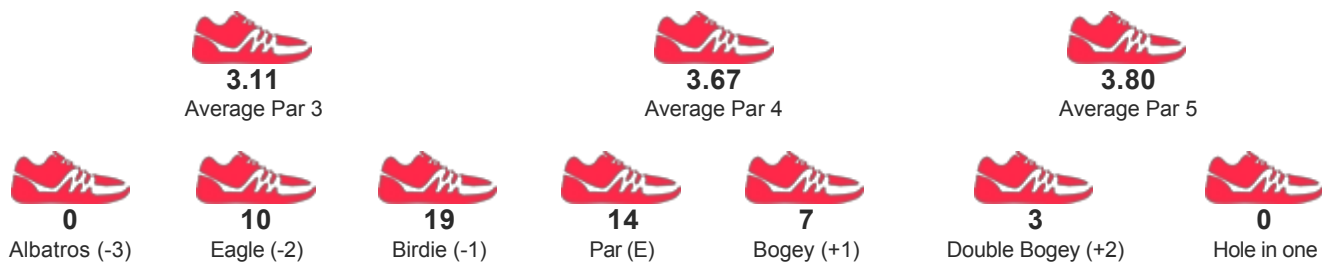 3.11 3.67 3.80
Average Par 3 Average Par 4 Average Par 5
0 10 19 14 7 3 0
Albatros (-3) Eagle (-2) Birdie (-1) Par (E) Bogey (+1) Double Bogey (+2) Hole in one